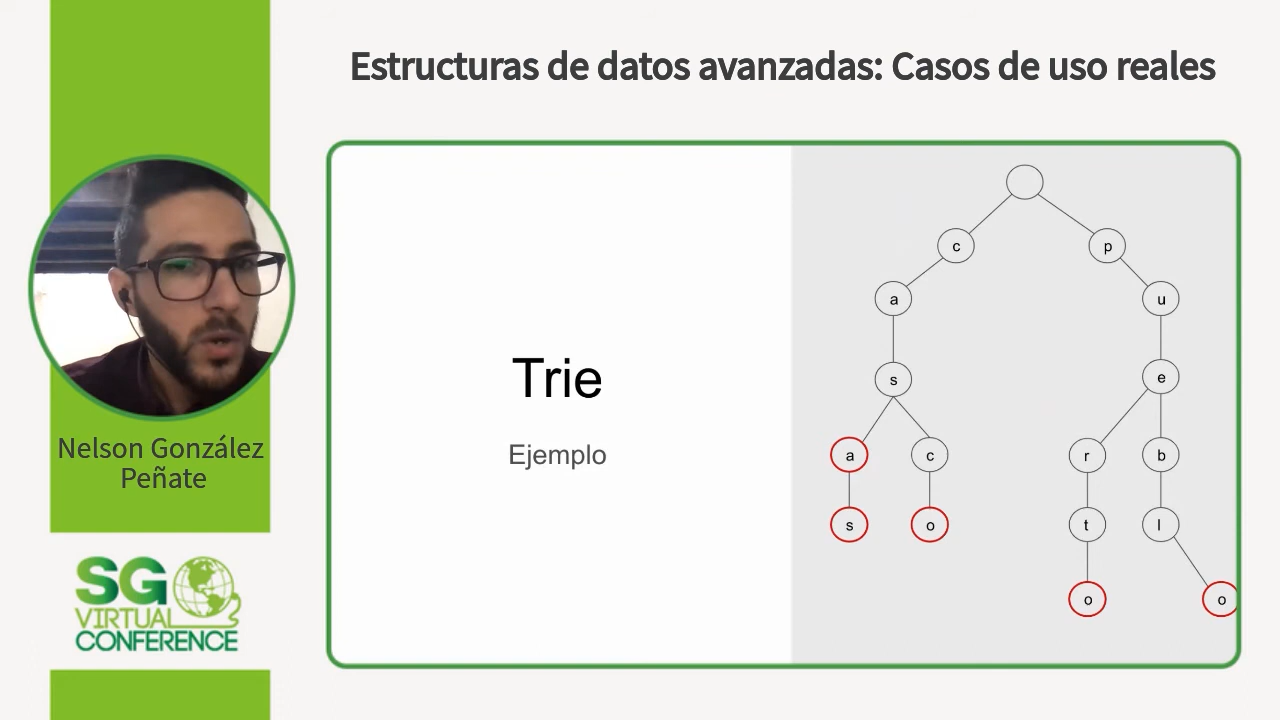 Estructuras de datos avanzadas: Casos de uso reales
Trie
Ejemplo
c p
a u
s e
a c r b
s o t l
o o
Nelson González
Peñate
SG
VIRTUAL
CONFERENCE